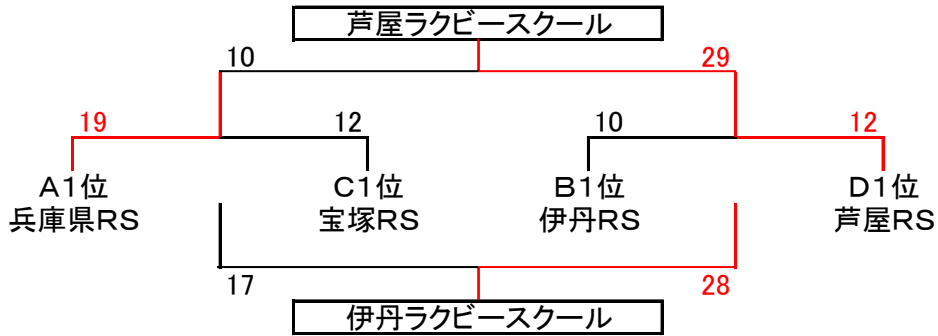 芦屋ラクビースクール
10 29
19 12 10 12
A1位 C1位 B1位 D1位
兵庫県RS 宝塚RS 伊丹RS 芦屋RS
17 28
伊丹ラクビースクール